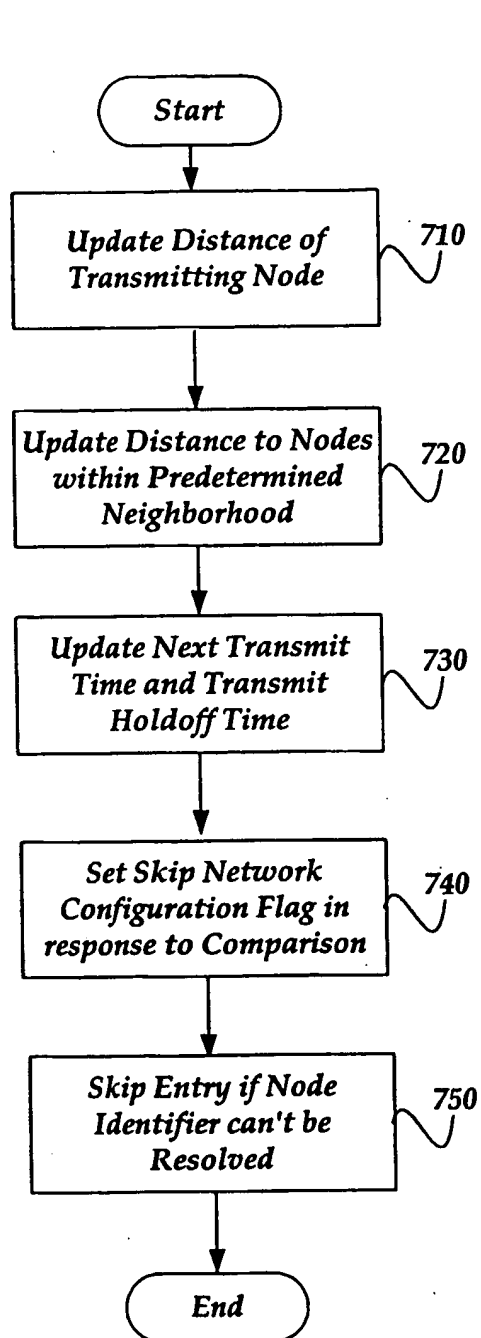 Start
Update Distance of
Transmitting Node
710
Update Distance to Nodes
within Predetermined
Neighborhood
720
Update Next Transmit
Time and Transmit
Holdoff Time
730
Set Skip Network
Configuration Flag in
response to Comparison
740
Skip Entry if Node
Identifier can't be
Resolved
750
End